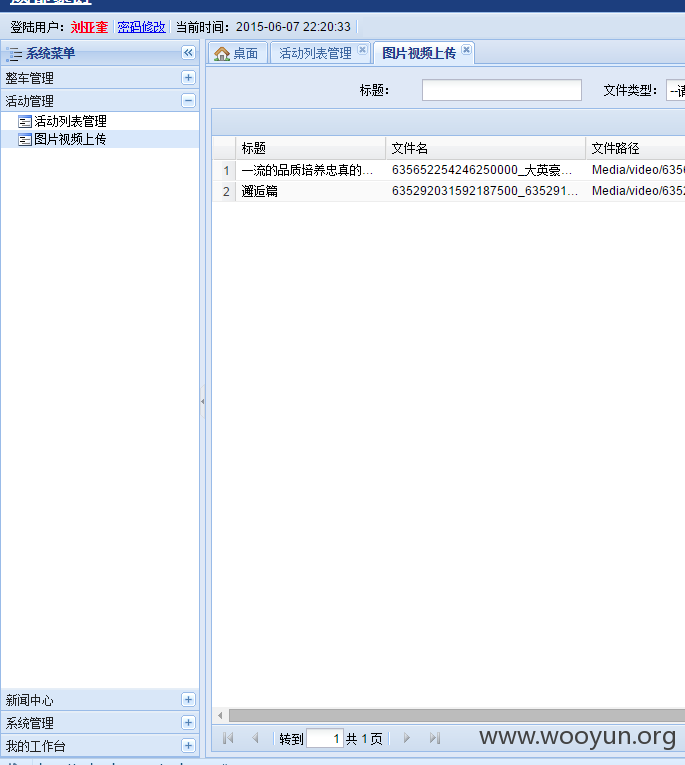 登陆用户： 刘亚奎 密码修改 当前时间：2015-06-07 22:20:33
系统菜单
整车管理
活动管理
活动列表管理
图片视频上传
新闻中心
系统管理
我的工作台
桌面 活动列表管理 图片视频上传
标题： 文件类型：
标题 文件名 文件路径
1 一流的品质培养忠真的... 635652254246250000_大英豪... Media/video/6356
2 邂逅篇 635292031592187500_635291... Media/video/6352
转到 1 共 1 页
www.wooyun.org